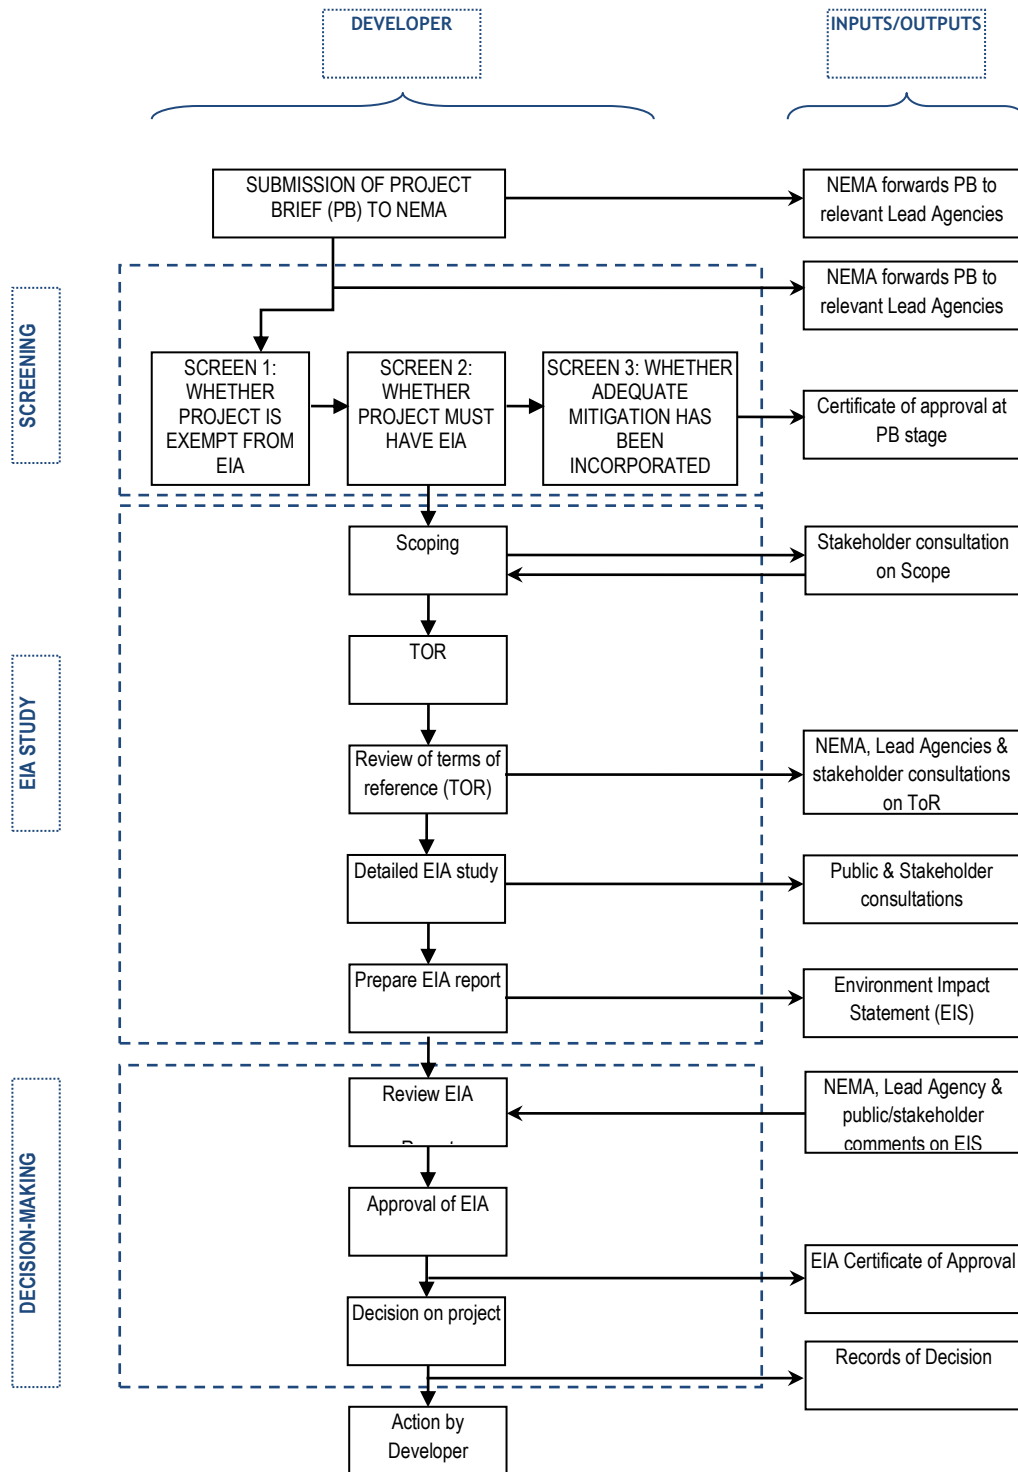 DEVELOPER
INPUTS/OUTPUTS
SUBMISSION OF PROJECT
BRIEF (PB) TO NEMA
NEMA forwards PB to
relevant Lead Agencies
NEMA forwards PB to
relevant Lead Agencies
SCREENING
SCREEN 1:
WHETHER
PROJECT IS
EXEMPT FROM
EIA
SCREEN 2:
WHETHER
PROJECT MUST
HAVE EIA
SCREEN 3: WHETHER
ADEQUATE
MITIGATION HAS
BEEN
INCORPORATED
Certificate of approval at
PB stage
EIA STUDY
Scoping
Stakeholder consultation
on Scope
TOR
Review of terms of
reference (TOR)
NEMA, Lead Agencies &
stakeholder consultations
on ToR
Detailed EIA study
Public & Stakeholder
consultations
Prepare EIA report
Environment Impact
Statement (EIS)
DECISION-MAKING
Review EIA
NEMA, Lead Agency &
public/stakeholder
comments on EIS
Approval of EIA
EIA Certificate of Approval
Decision on project
Records of Decision
Action by
Developer